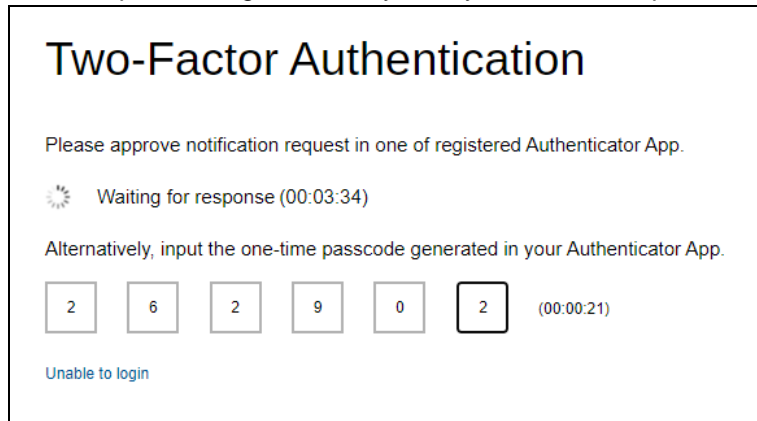 Two-Factor Authentication
Please approve notification request in one of registered Authenticator App.
Waiting for response (00:03:34)
Alternatively, input the one-time passcode generated in your Authenticator App.
2 6 2 9 0 2 (00:00:21)
Unable to login